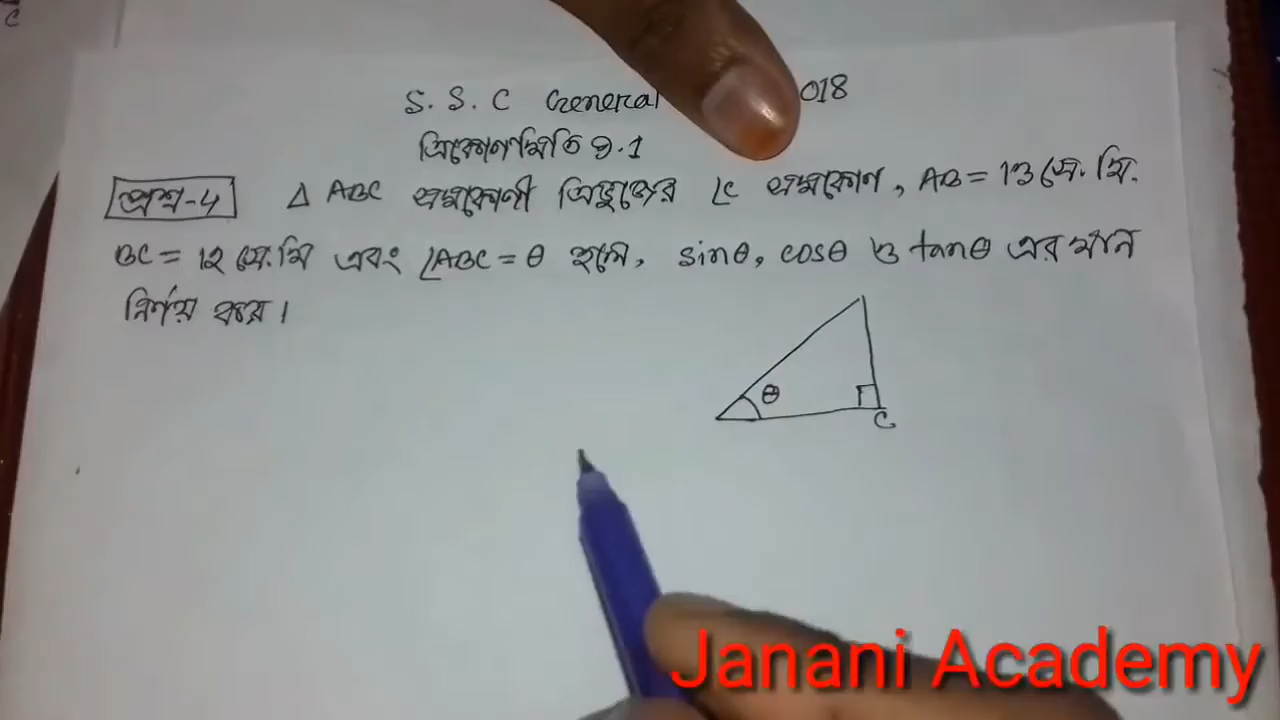 C
S. S. C General 018
ত্রিকোণমিতি ৯.১
প্রশ্ন-4 Δ ABC সমকোণী ত্রিভুজের ∠C সমকোণ, AB = 13 সে. মি.
BC = 12 সে.মি এবং ∠ABC = θ হলে, sinθ, cosθ ও tanθ এর মান
নির্ণয় কর।
θ
C
Janani Academy